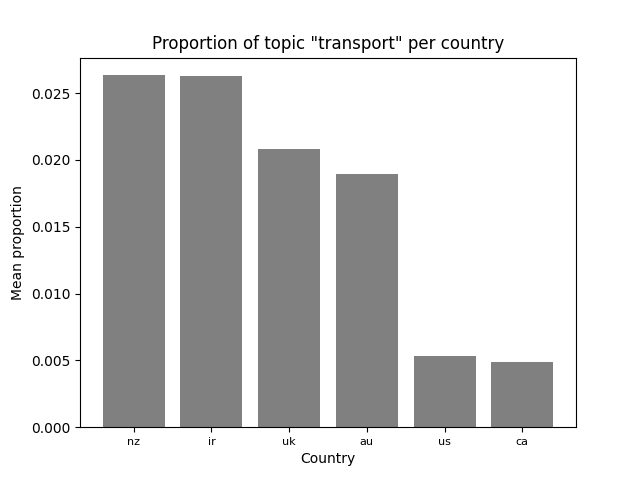 Proportion of topic "transport" per country
Mean proportion
0.025
0.020
0.015
0.010
0.005
0.000
nz ir uk au us ca
Country